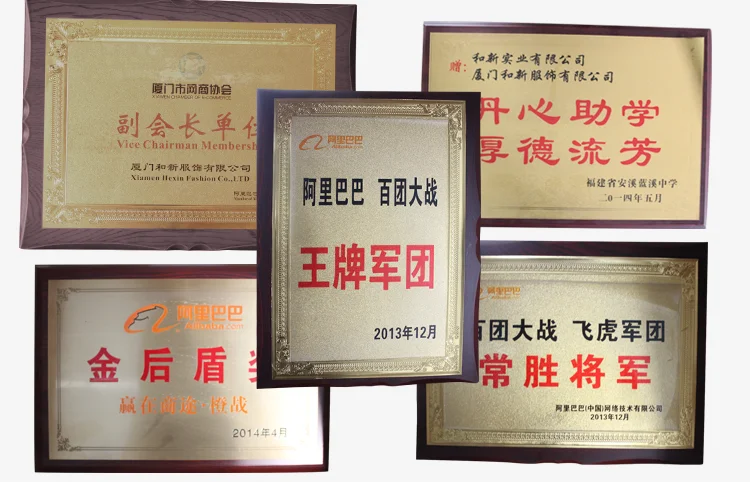 厦门市网商协会
XIAMEN CHAMBER OF E-COMMERCE
副会长单位
Vice Chairman Membership
厦门和新服饰有限公司
Xiamen Hexin Fashion Co.,LTD
赠：
和新实业有限公司
厦门和新服饰有限公司
丹心助学
厚德流芳
福建省安溪蓝溪中学
二○一四年五月
阿里巴巴
阿里巴巴 百团大战
王牌军团
2013年12月
阿里巴巴
Alibaba.com
金后盾奖
赢在商途-橙战
2014年4月
阿里巴巴
百团大战 飞虎军团
常胜将军
阿里巴巴(中国)网络技术有限公司
2013年12月